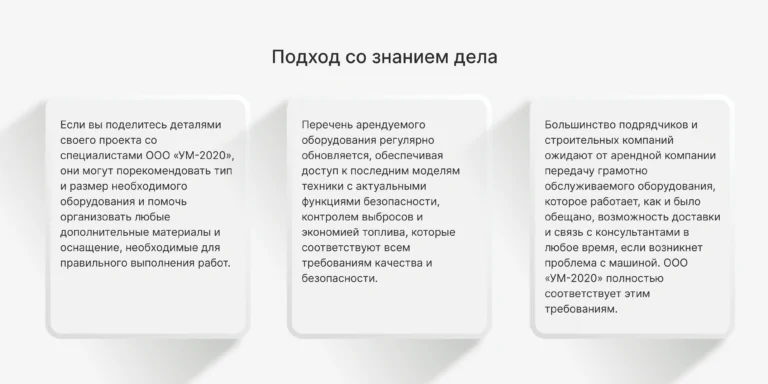 Подход со знанием дела
Если вы поделитесь деталями
своего проекта со
специалистами ООО «УМ-2020»,
они могут порекомендовать тип
и размер необходимого
оборудования и помочь
организовать любые
дополнительные материалы и
оснащение, необходимые для
правильного выполнения работ.
Перечень арендуемого
оборудования регулярно
обновляется, обеспечивая
доступ к последним моделям
техники с актуальными
функциями безопасности,
контролем выбросов и
экономией топлива, которые
соответствуют всем
требованиям качества и
безопасности.
Большинство подрядчиков и
строительных компаний
ожидают от арендной компании
передачу грамотно
обслуживаемого оборудования,
которое работает, как и было
обещано, возможность доставки
и связь с консультантами в
любое время, если возникнет
проблема с машиной. ООО
«УМ-2020» полностью
соответствует этим
требованиям.